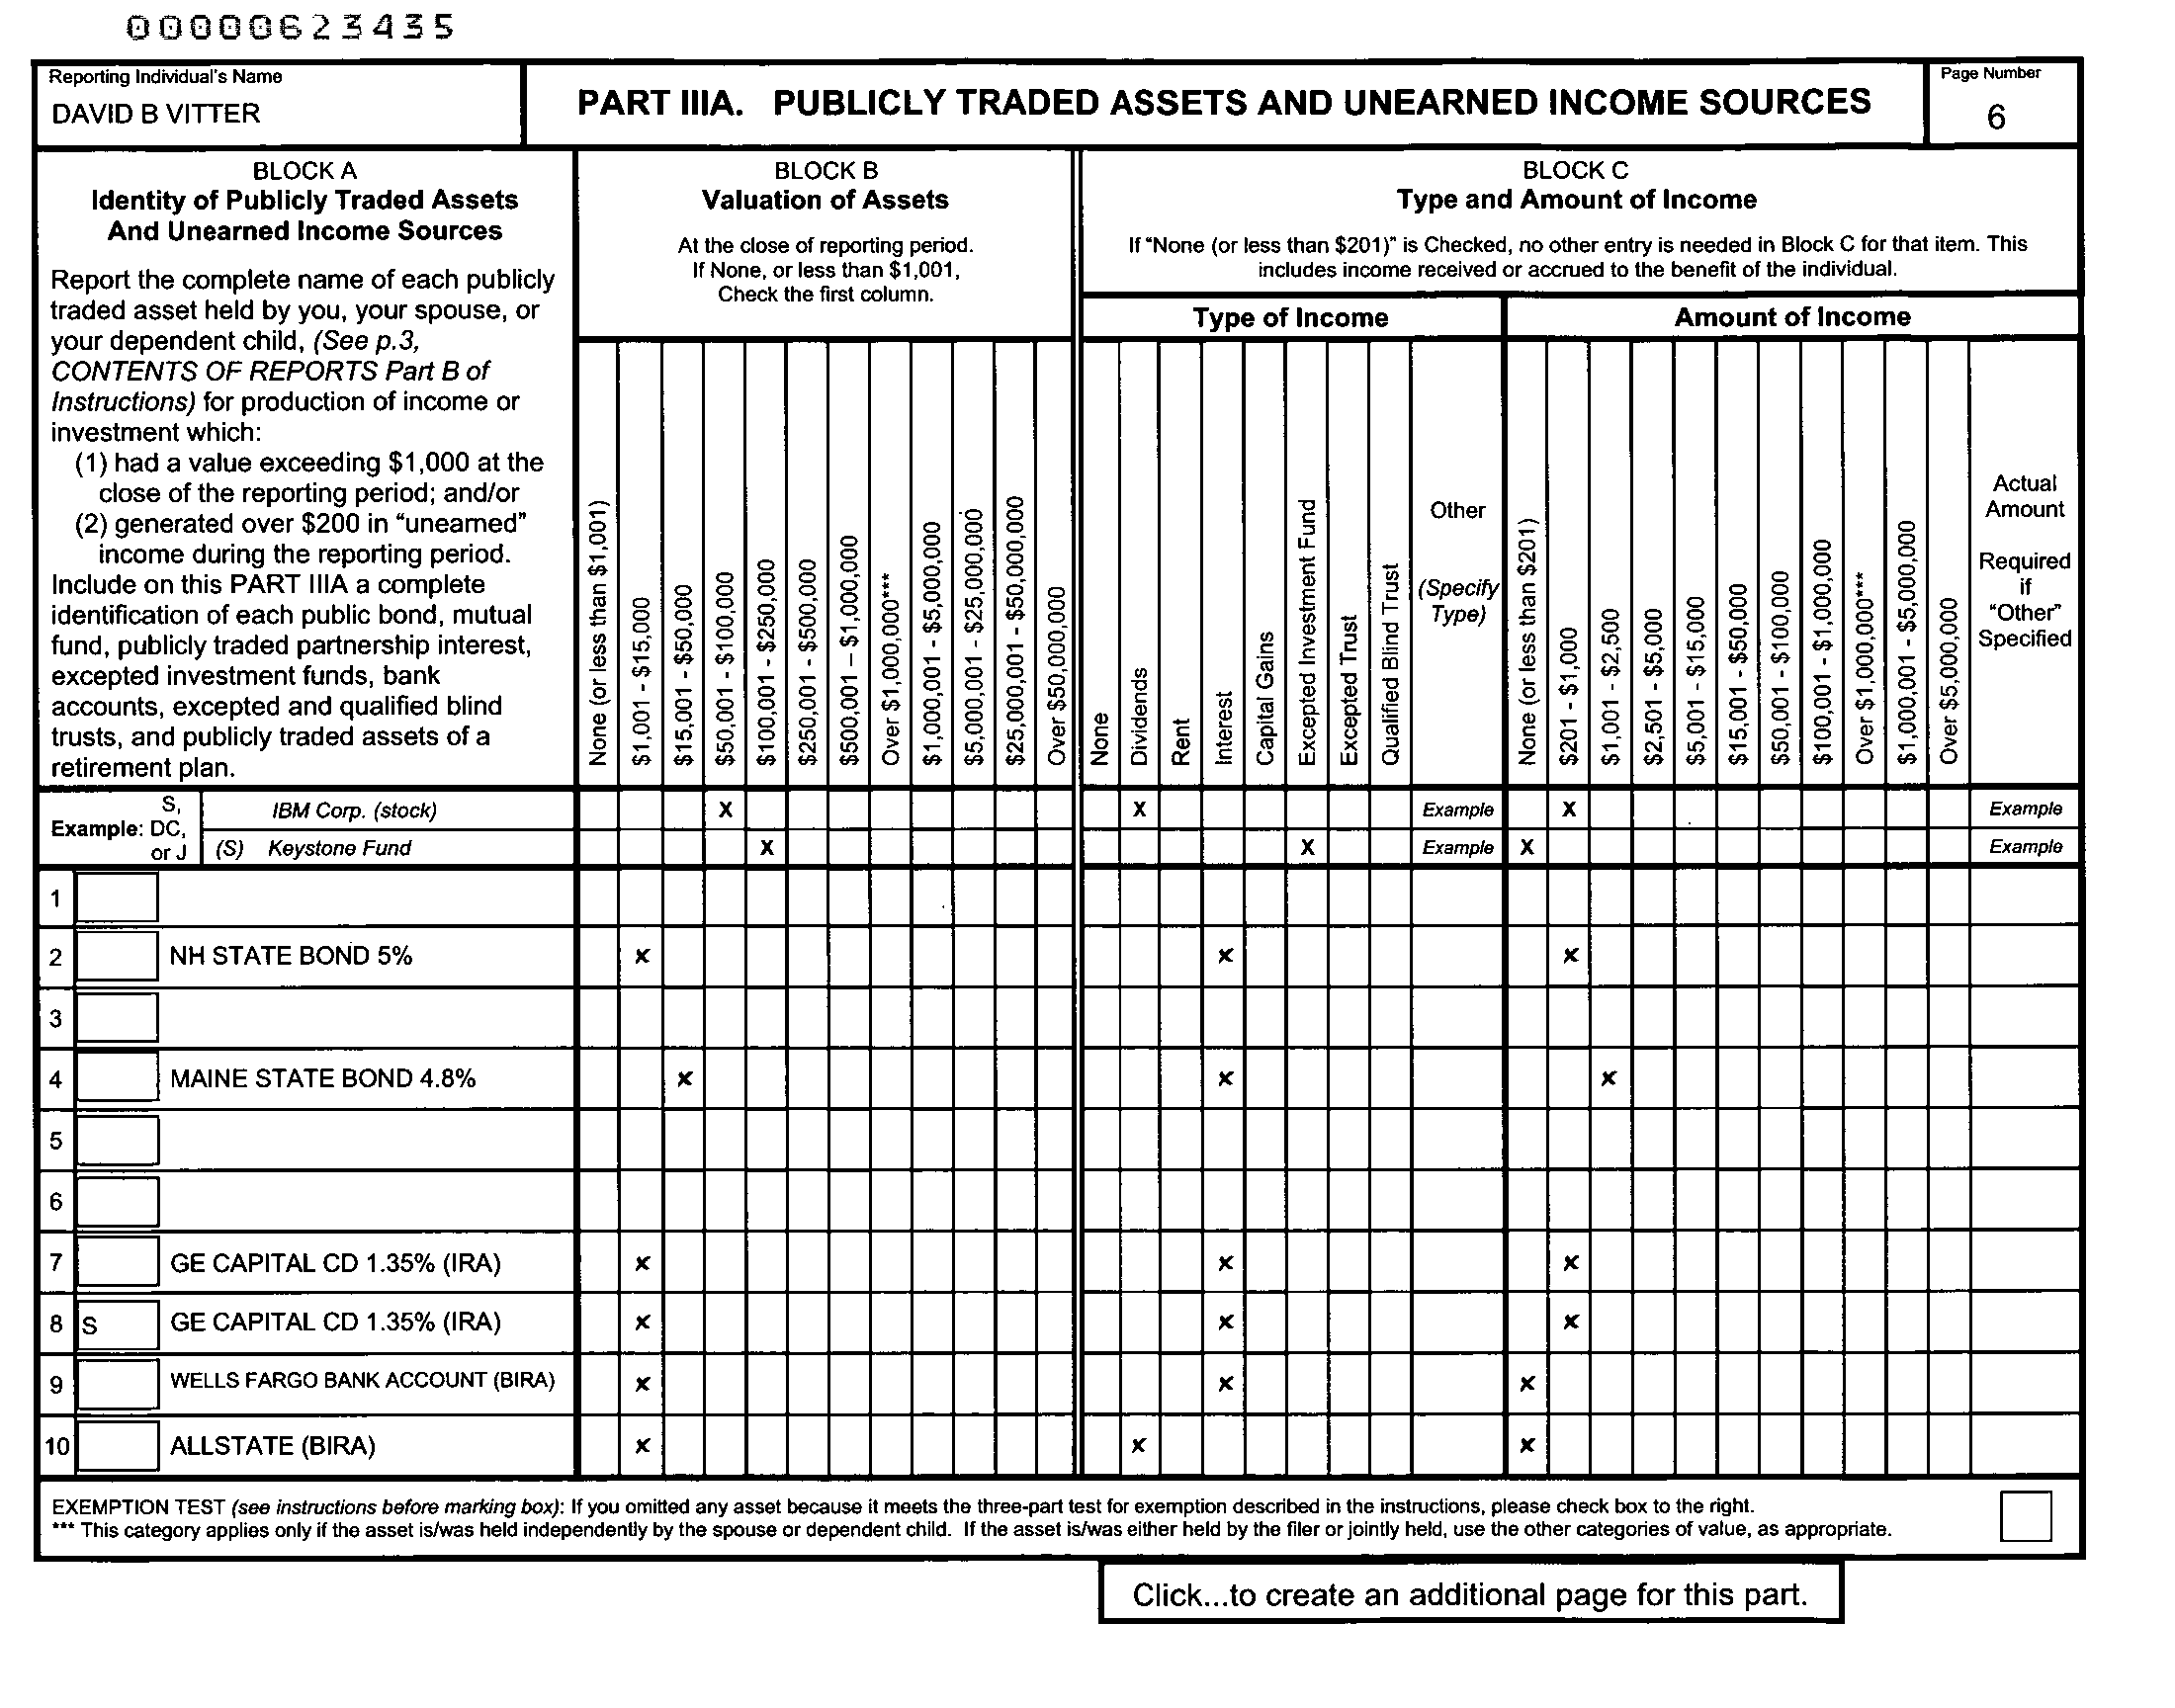 00000623435
Reporting Individual's Name
DAVID B VITTER
PART IIIA. PUBLICLY TRADED ASSETS AND UNEARNED INCOME SOURCES
Page Number
6
BLOCK A
Identity of Publicly Traded Assets
And Unearned Income Sources
Report the complete name of each publicly
traded asset held by you, your spouse, or
your dependent child, (See p.3,
CONTENTS OF REPORTS Part B of
Instructions) for production of income or
investment which:
(1) had a value exceeding $1,000 at the
close of the reporting period; and/or
(2) generated over $200 in “unearned”
income during the reporting period.
Include on this PART IIIA a complete
identification of each public bond, mutual
fund, publicly traded partnership interest,
excepted investment funds, bank
accounts, excepted and qualified blind
trusts, and publicly traded assets of a
retirement plan.
BLOCK B
Valuation of Assets
At the close of reporting period.
If None, or less than $1,001,
Check the first column.
None (or less than $1,001)
$1,001 - $15,000
$15,001 - $50,000
$50,001 - $100,000
$100,001 - $250,000
$250,001 - $500,000
$500,001 – $1,000,000
Over $1,000,000***
$1,000,001 - $5,000,000
$5,000,001 - $25,000,000
$25,000,001 - $50,000,000
Over $50,000,000
BLOCK C
Type and Amount of Income
If “None (or less than $201)” is Checked, no other entry is needed in Block C for that item. This
includes income received or accrued to the benefit of the individual.
Type of Income
None
Dividends
Rent
Interest
Capital Gains
Excepted Investment Fund
Excepted Trust
Qualified Blind Trust
Other
(Specify
Type)
Amount of Income
None (or less than $201)
$201 - $1,000
$1,001 - $2,500
$2,501 - $5,000
$5,001 - $15,000
$15,001 - $50,000
$50,001 - $100,000
$100,001 - $1,000,000
Over $1,000,000***
$1,000,001 - $5,000,000
Over $5,000,000
Actual
Amount
Required
if
“Other”
Specified
Example:
S,
DC,
or J
IBM Corp. (stock) X X Example X Example
(S) Keystone Fund X X Example X Example
1
2 NH STATE BOND 5% x x x
3
4 MAINE STATE BOND 4.8% x x x
5
6
7 GE CAPITAL CD 1.35% (IRA) x x x
8 S GE CAPITAL CD 1.35% (IRA) x x x
9 WELLS FARGO BANK ACCOUNT (BIRA) x x x
10 ALLSTATE (BIRA) x x x
EXEMPTION TEST (see instructions before marking box): If you omitted any asset because it meets the three-part test for exemption described in the instructions, please check box to the right.
*** This category applies only if the asset is/was held independently by the spouse or dependent child. If the asset is/was either held by the filer or jointly held, use the other categories of value, as appropriate.
Click...to create an additional page for this part.